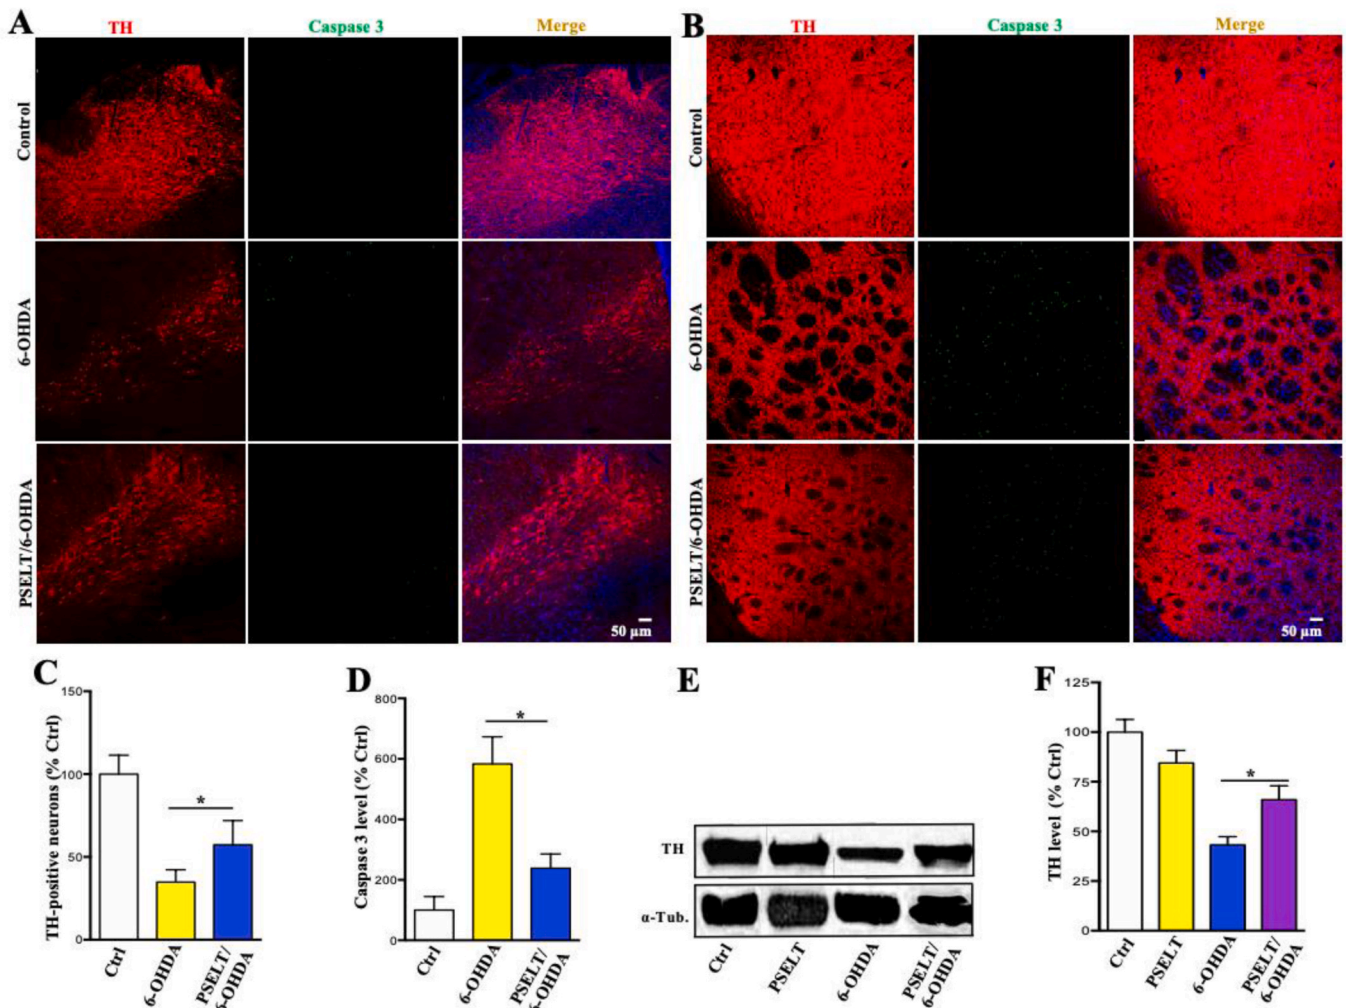 A
TH
Caspase 3
Merge
Control
6-OHDA
PSELT/6-OHDA
50 µm
B
TH
Caspase 3
Merge
Control
6-OHDA
PSELT/6-OHDA
50 µm
C
TH-positive neurons (% Ctrl)
150
100
50
0
*
Ctrl
6-OHDA
PSELT/
6-OHDA
D
Caspase 3 level (% Ctrl)
800
600
400
200
0
*
Ctrl
6-OHDA
PSELT/
6-OHDA
E
TH
α-Tub.
Ctrl
PSELT
6-OHDA
PSELT/
6-OHDA
F
TH level (% Ctrl)
125
100
75
50
25
0
*
Ctrl
PSELT
6-OHDA
PSELT/
6-OHDA